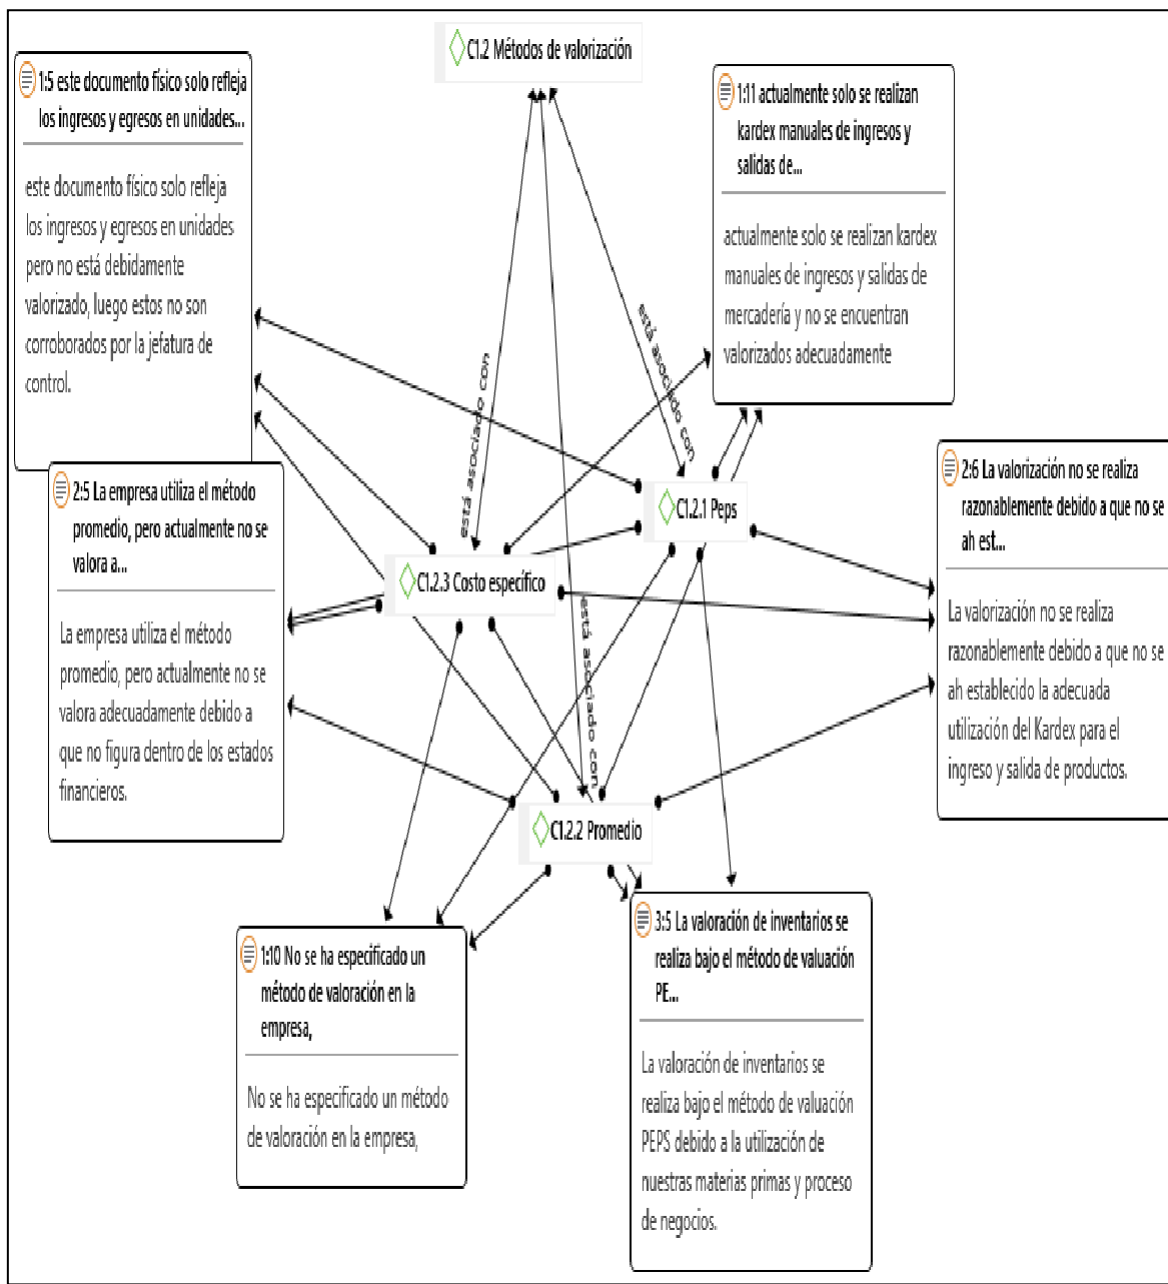 C1.2 Métodos de valorización
1:5 este documento físico solo refleja
los ingresos y egresos en unidades...
este documento físico solo refleja
los ingresos y egresos en unidades
pero no está debidamente
valorizado, luego estos no son
corroborados por la jefatura de
control.
1:11 actualmente solo se realizan
kardex manuales de ingresos y
salidas de...
actualmente solo se realizan kardex
manuales de ingresos y salidas de
mercadería y no se encuentran
valorizados adecuadamente
está asociado con
está asociado con
2:5 La empresa utiliza el método
promedio, pero actualmente no se
valora a...
La empresa utiliza el método
promedio, pero actualmente no se
valora adecuadamente debido a
que no figura dentro de los estados
financieros.
C1.2.1 Peps
C1.2.3 Costo específico
está asociado con
2:6 La valorización no se realiza
razonablemente debido a que no se
ah est...
La valorización no se realiza
razonablemente debido a que no se
ah establecido la adecuada
utilización del Kardex para el
ingreso y salida de productos.
C1.2.2 Promedio
1:10 No se ha especificado un
método de valoración en la
empresa,
No se ha especificado un método
de valoración en la empresa,
3:5 La valoración de inventarios se
realiza bajo el método de valuación
PE...
La valoración de inventarios se
realiza bajo el método de valuación
PEPS debido a la utilización de
nuestras materias primas y proceso
de negocios.